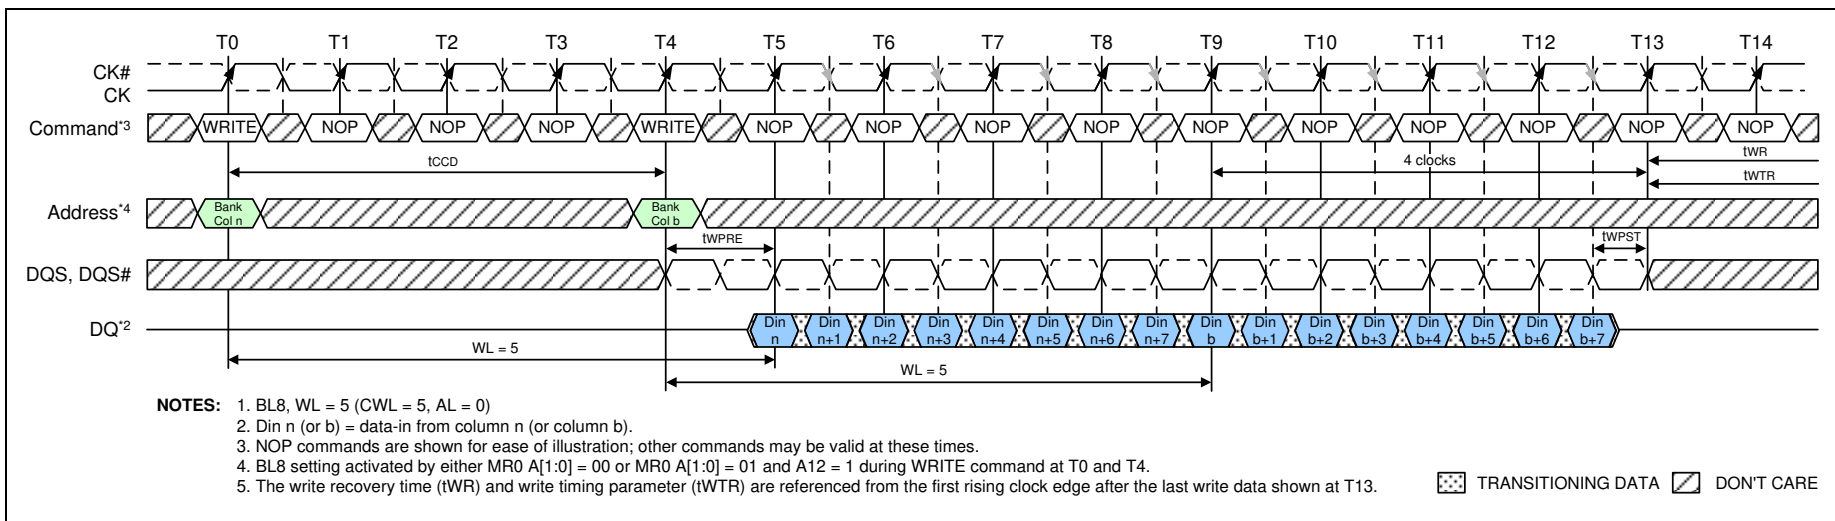 T0 T1 T2 T3 T4 T5 T6 T7 T8 T9 T10 T11 T12 T13 T14
CK#
CK
Command*3 WRITE NOP NOP NOP WRITE NOP NOP NOP NOP NOP NOP NOP NOP NOP NOP
tCCD 4 clocks tWR
tWTR
Address*4 Bank Col n Bank Col b
tWPRE tWPST
DQS, DQS#
DQ*2 Din n Din n+1 Din n+2 Din n+3 Din n+4 Din n+5 Din n+6 Din n+7 Din b Din b+1 Din b+2 Din b+3 Din b+4 Din b+5 Din b+6 Din b+7
WL = 5
WL = 5
NOTES: 1. BL8, WL = 5 (CWL = 5, AL = 0)
2. Din n (or b) = data-in from column n (or column b).
3. NOP commands are shown for ease of illustration; other commands may be valid at these times.
4. BL8 setting activated by either MR0 A[1:0] = 00 or MR0 A[1:0] = 01 and A12 = 1 during WRITE command at T0 and T4.
5. The write recovery time (tWR) and write timing parameter (tWTR) are referenced from the first rising clock edge after the last write data shown at T13.
TRANSITIONING DATA DON'T CARE